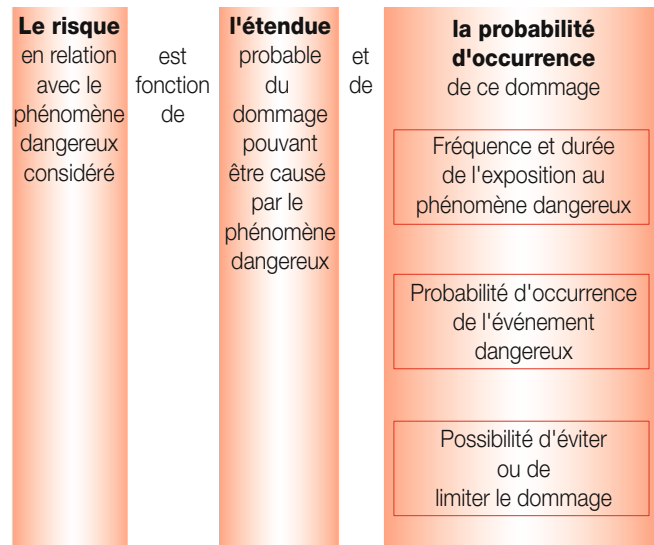 Le risque
en relation
avec le
phénomène
dangereux
considéré
est
fonction
de
l'étendue
probable
du
dommage
pouvant
être causé
par le
phénomène
dangereux
et
de
la probabilité
d'occurrence
de ce dommage
Fréquence et durée
de l'exposition au
phénomène dangereux
Probabilité d'occurrence
de l'événement
dangereux
Possibilité d'éviter
ou de
limiter le dommage